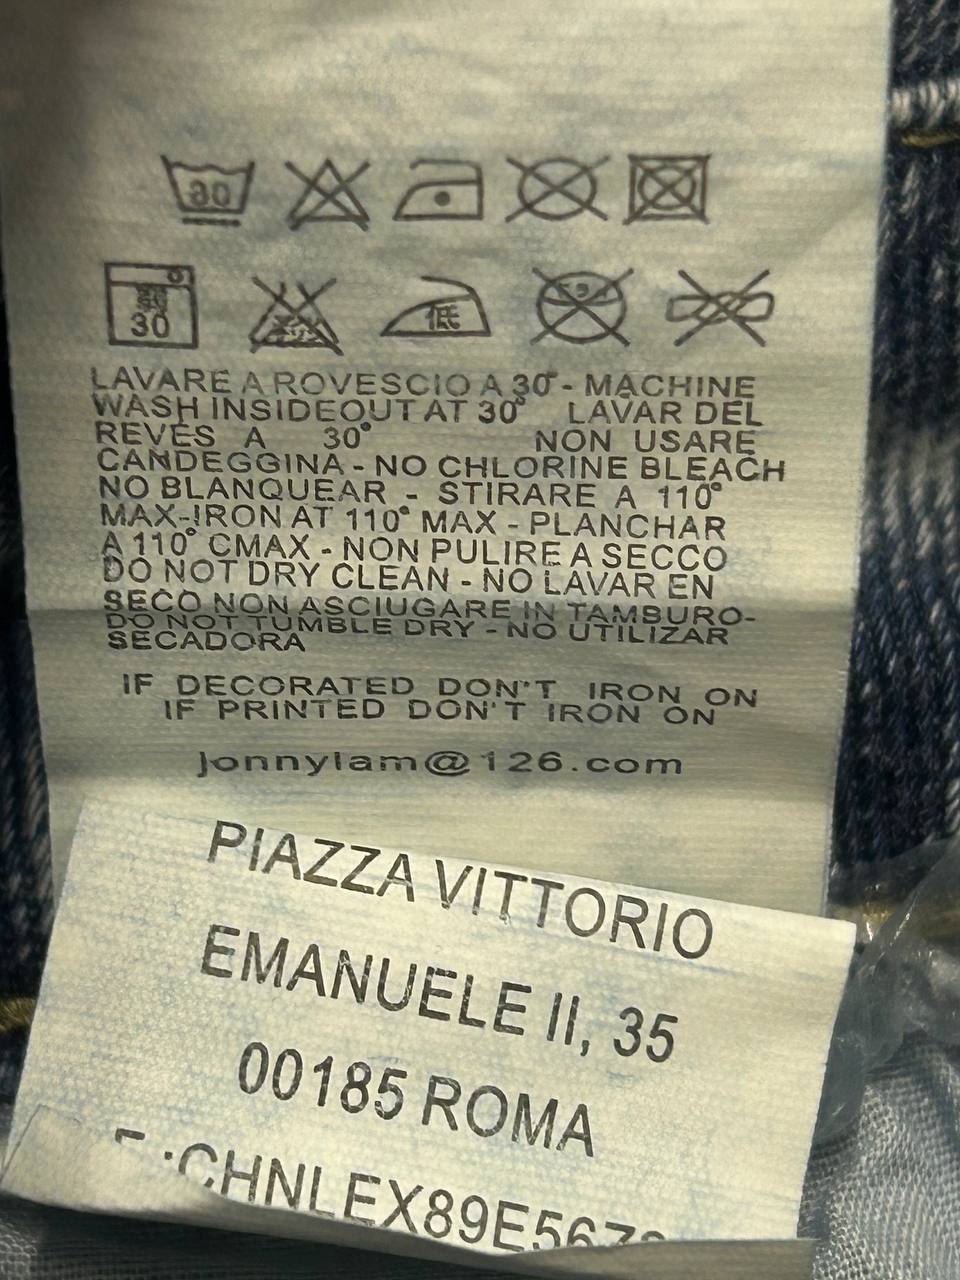 30
30
低
LAVARE A ROVESCIO A 30° - MACHINE
WASH INSIDEOUT AT 30° LAVAR DEL
REVES A 30° NON USARE
CANDEGGINA - NO CHLORINE BLEACH
NO BLANQUEAR - STIRARE A 110°
MAX-IRON AT 110° MAX - PLANCHAR
A 110° CMAX - NON PULIRE A SECCO
DO NOT DRY CLEAN - NO LAVAR EN
SECO NON ASCIUGARE IN TAMBURO-
DO NOT TUMBLE DRY - NO UTILIZAR
SECADORA
IF DECORATED DON'T IRON ON
IF PRINTED DON'T IRON ON
jonnylam@126.com
PIAZZA VITTORIO
EMANUELE II, 35
00185 ROMA